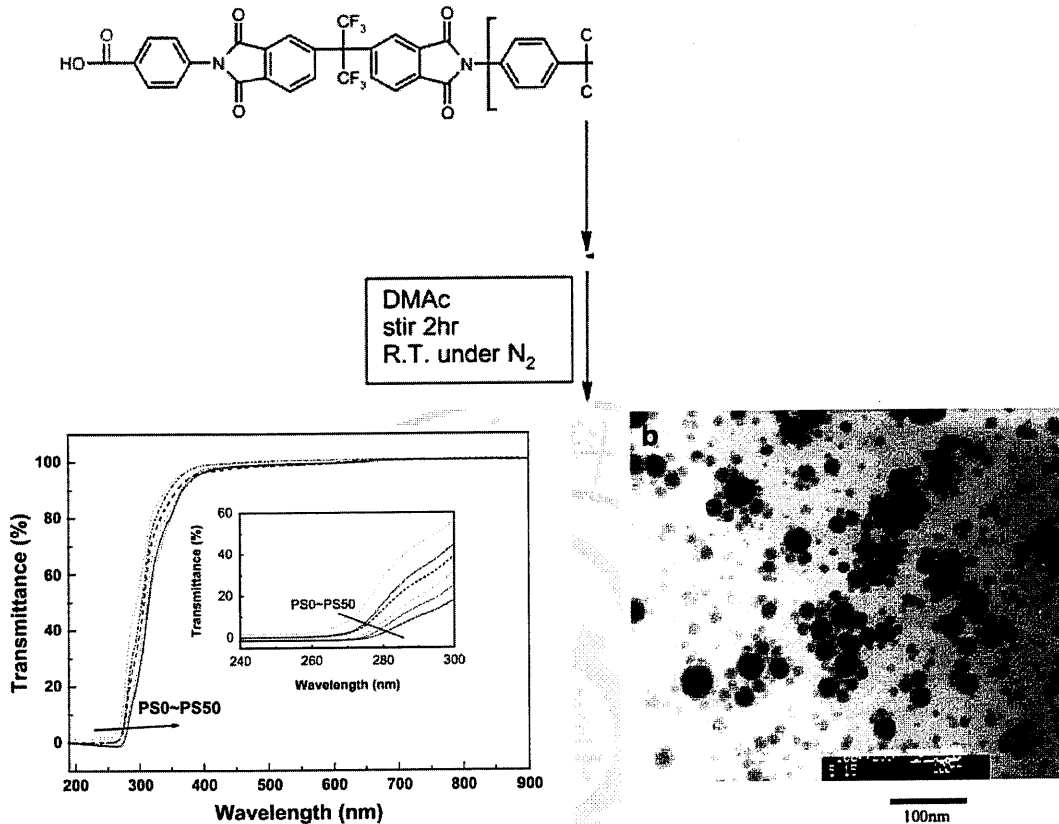 O O CF₃ O O C
HO N N
O CF₃ O C
DMAc
stir 2hr
R.T. under N₂
b
Transmittance (%)
100
80
60
40
20
0
PS0~PS50
200 300 400 500 600 700 800 900
Wavelength (nm)
Transmittance (%)
60
40
20
0
PS0~PS50
240 260 280 300
Wavelength (nm)
100nm